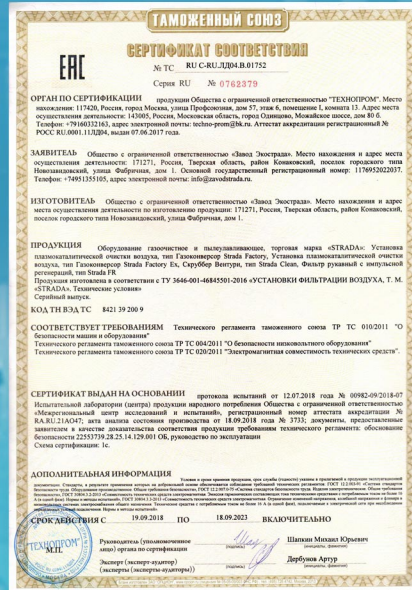 ТАМОЖЕННЫЙ СОЮЗ
СЕРТИФИКАТ СООТВЕТСТВИЯ
ЕАС
№ ТС RU C-RU.ЛД04.В.01752
Серия RU № 0762379
ОРГАН ПО СЕРТИФИКАЦИИ продукции Общества с ограниченной ответственностью "ТЕХНОПРОМ". Место
нахождения: 117420, Россия, город Москва, улица Профсоюзная, дом 57, этаж 6, помещение I, комната 13. Адрес места
осуществления деятельности: 143005, Россия, Московская область, город Одинцово, Можайское шоссе, дом 80 б.
Телефон: +79160332163, адрес электронной почты: techno-prom@bk.ru. Аттестат аккредитации регистрационный №
РОСС RU.0001.11ЛД04, выдан 07.06.2017 года.
ЗАЯВИТЕЛЬ Общество с ограниченной ответственностью «Завод Экострада». Место нахождения и адрес места
осуществления деятельности: 171271, Россия, Тверская область, район Конаковский, поселок городского типа
Новозавидовский, улица Фабричная, дом 1. Основной государственный регистрационный номер: 1176952022037.
Телефон: +74951355105, адрес электронной почты: info@zavodstrada.ru.
ИЗГОТОВИТЕЛЬ Общество с ограниченной ответственностью «Завод Экострада». Место нахождения и адрес
места осуществления деятельности по изготовлению продукции: 171271, Россия, Тверская область, район Конаковский,
поселок городского типа Новозавидовский, улица Фабричная, дом 1.
ПРОДУКЦИЯ Оборудование газоочистное и пылеулавливающее, торговая марка «STRADA»: Установка
плазмокаталитической очистки воздуха, тип Газоконверсор Strada Factory, Установка плазмокаталитической очистки
воздуха, тип Газоконверсор Strada Factory Ex, Скруббер Вентури, тип Strada Clean, Фильтр рукавный с импульсной
регенераций, тип Strada FR
Продукция изготовлена в соответствии с ТУ 3646-001-46845501-2016 «УСТАНОВКИ ФИЛЬТРАЦИИ ВОЗДУХА, Т. М.
«STRADA». Технические условия»
Серийный выпуск
КОД ТН ВЭД ТС 8421 39 200 9
СООТВЕТСТВУЕТ ТРЕБОВАНИЯМ Технического регламента таможенного союза ТР ТС 010/2011 "О
безопасности машин и оборудования"
Технического регламента таможенного союза ТР ТС 004/2011 "О безопасности низковольтного оборудования"
Технического регламента таможенного союза ТР ТС 020/2011 "Электромагнитная совместимость технических средств".
СЕРТИФИКАТ ВЫДАН НА ОСНОВАНИИ протокола испытаний от 12.07.2018 года № 00982-09/2018-07
Испытательной лаборатории (центра) продукции народного потребления Общества с ограниченной ответственностью
«Межрегиональный центр исследований и испытаний», регистрационный номер аттестата аккредитации №
RA.RU.21АО47; акта анализа состояния производства от 18.09.2018 года № 3733; документы, предоставленные
заявителем в качестве доказательства соответствия продукции требованиям технического регламента: обоснование
безопасности 22553739.28.25.14.129.001 ОБ, руководство по эксплуатации
Схема сертификации: 1с.
ДОПОЛНИТЕЛЬНАЯ ИНФОРМАЦИЯ
СРОК ДЕЙСТВИЯ С 19.09.2018 ПО 18.09.2023 ВКЛЮЧИТЕЛЬНО
"ТЕХНОПРОМ"
М.П.
Руководитель (уполномоченное
лицо) органа по сертификации
(подпись)
Шапкин Михаил Юрьевич
(инициалы, фамилия)
Эксперт (эксперт-аудитор)
(эксперты (эксперты-аудиторы))
(подпись)
Дербунов Артур
(инициалы, фамилия)